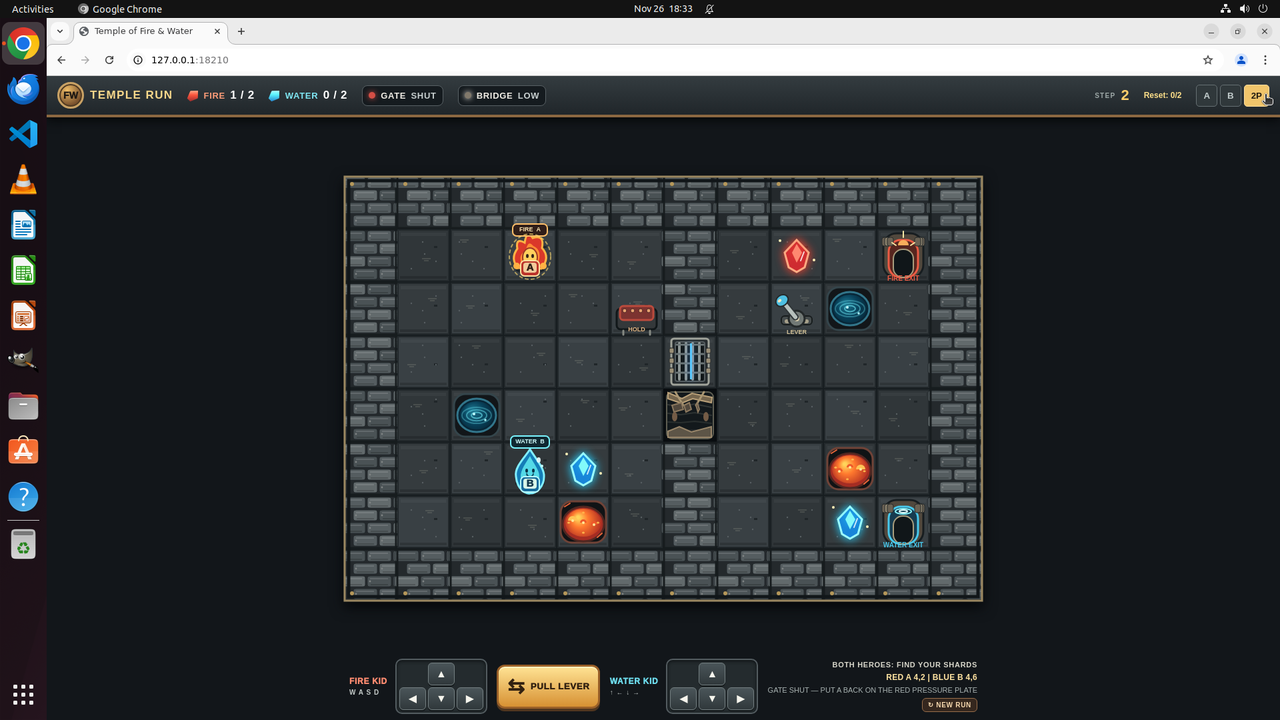 Activities
Google Chrome
Nov 26 18:33
Temple of Fire & Water
127.0.0.1:18210
FW
TEMPLE RUN
FIRE 1 / 2
WATER 0 / 2
GATE SHUT
BRIDGE LOW
STEP 2
Reset: 0/2
A
B
2P
FIRE A
A
FIRE EXIT
HOLD
LEVER
WATER B
B
WATER EXIT
FIRE KID
W A S D
PULL LEVER
WATER KID
↑ ← ↓ →
BOTH HEROES: FIND YOUR SHARDS
RED A 4,2 | BLUE B 4,6
GATE SHUT — PUT A BACK ON THE RED PRESSURE PLATE
↻ NEW RUN